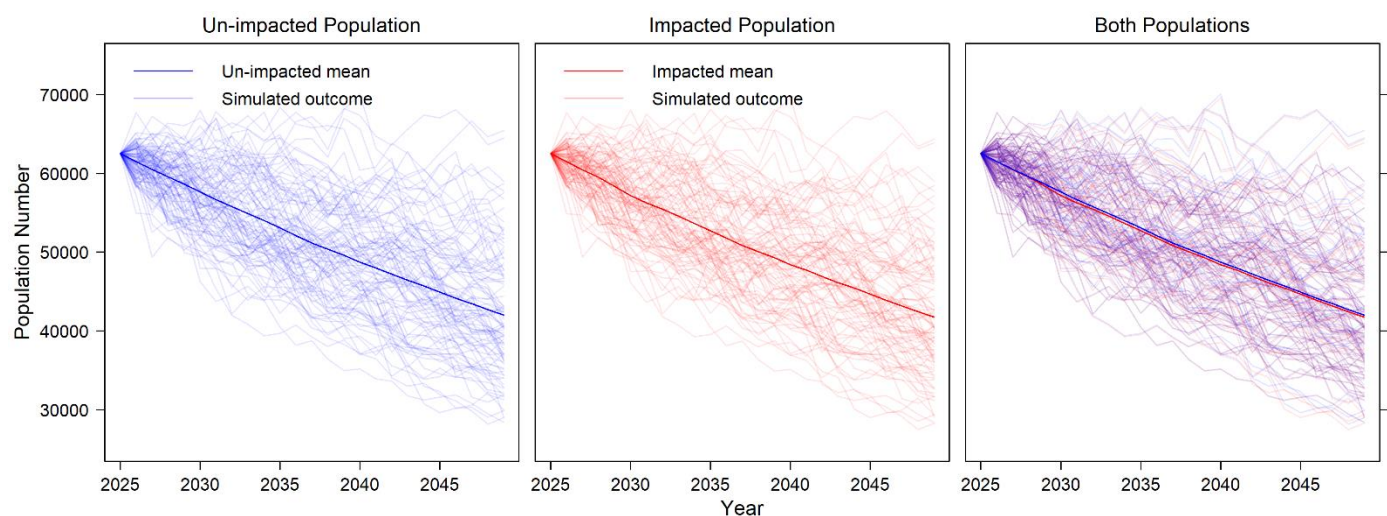 Un-impacted Population
Impacted Population
Both Populations
Un-impacted mean
Simulated outcome
Impacted mean
Simulated outcome
Population Number
70000
60000
50000
40000
30000
2025 2030 2035 2040 2045
2025 2030 2035 2040 2045
2025 2030 2035 2040 2045
Year